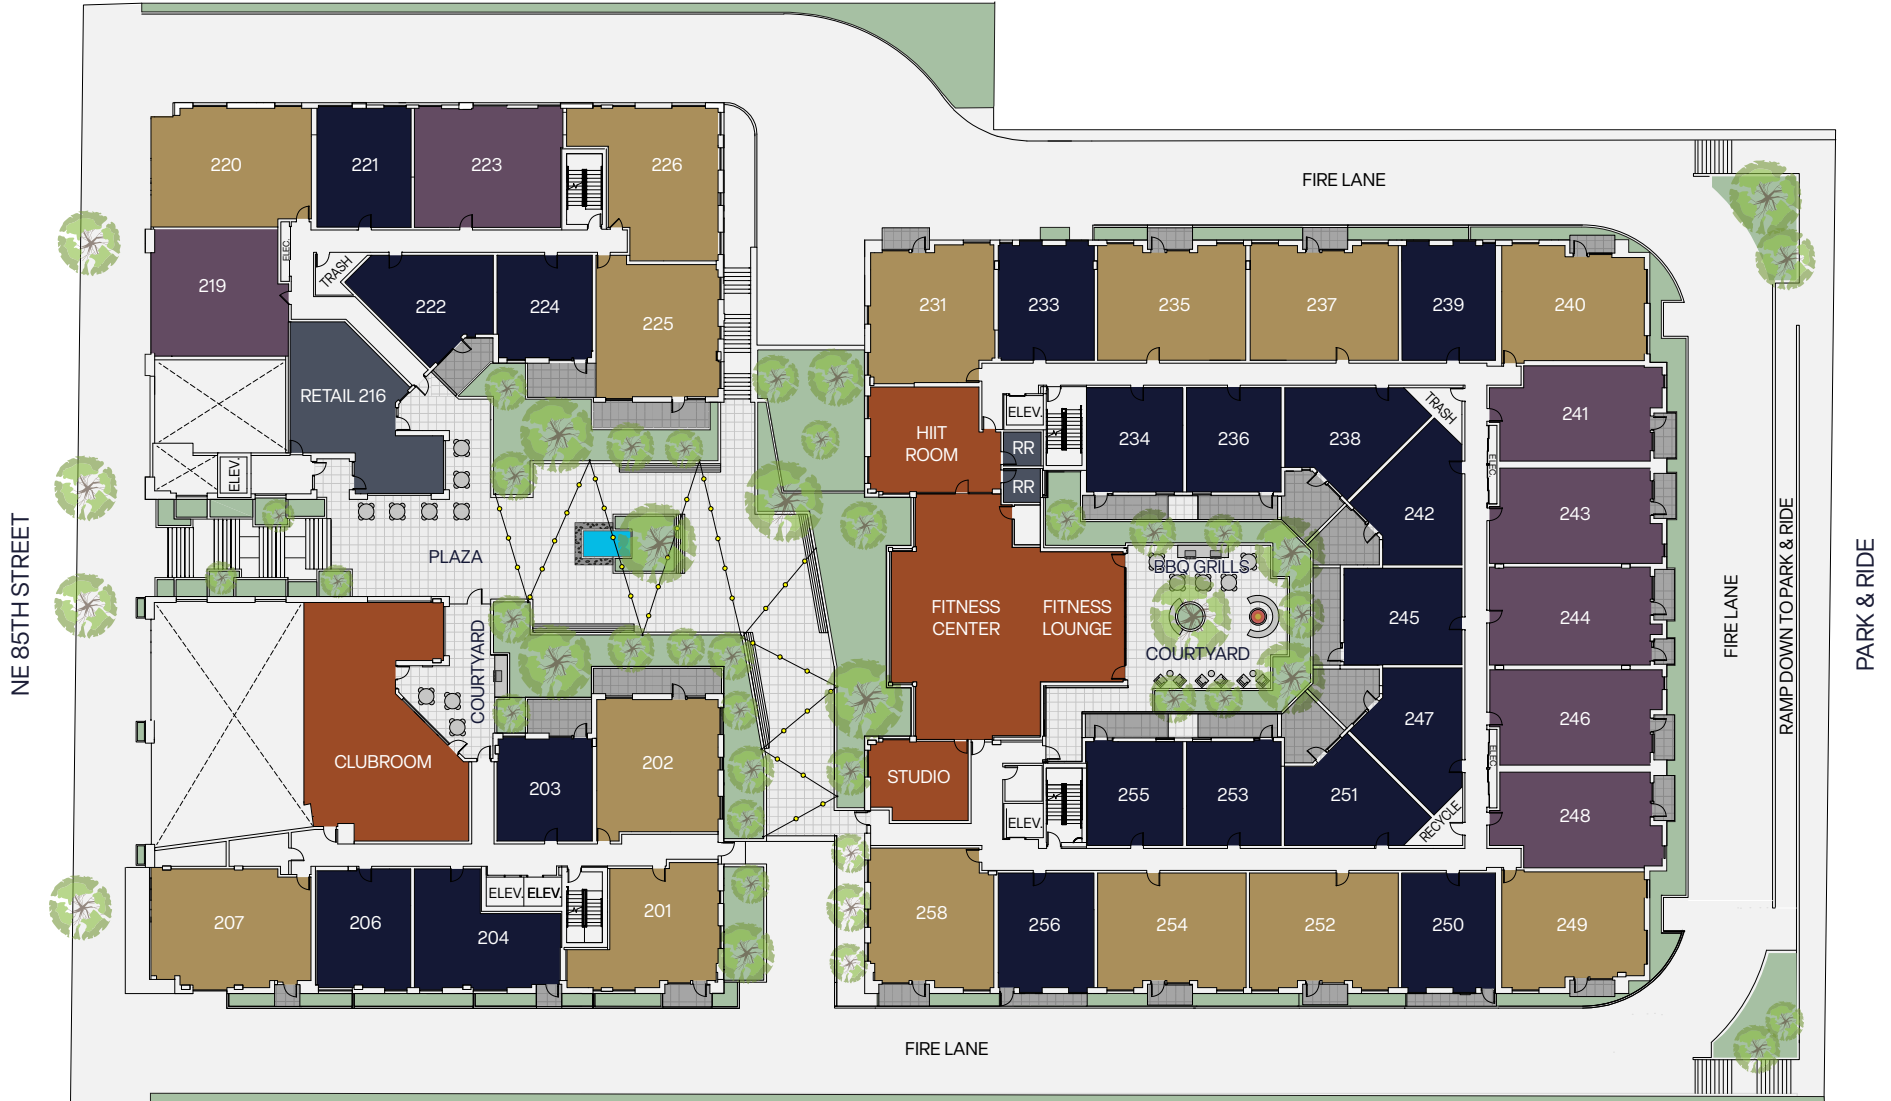 220
221
223
226
FIRE LANE
ELEC.
TRASH
219
222
224
225
231
233
235
237
239
240
RETAIL 216
ELEV.
TRASH
241
HIIT
ROOM
RR
234
236
238
ELEC
ELEV.
RR
243
242
NE 85TH STREET
PLAZA
BBQ GRILLS
FITNESS
CENTER
FITNESS
LOUNGE
245
244
FIRE LANE
RAMP DOWN TO PARK & RIDE
PARK & RIDE
COURTYARD
COURTYARD
247
246
ELEC
CLUBROOM
203
202
STUDIO
255
253
251
RECYCLE
248
ELEV.
207
206
204
ELEV.
ELEV.
201
258
256
254
252
250
249
FIRE LANE